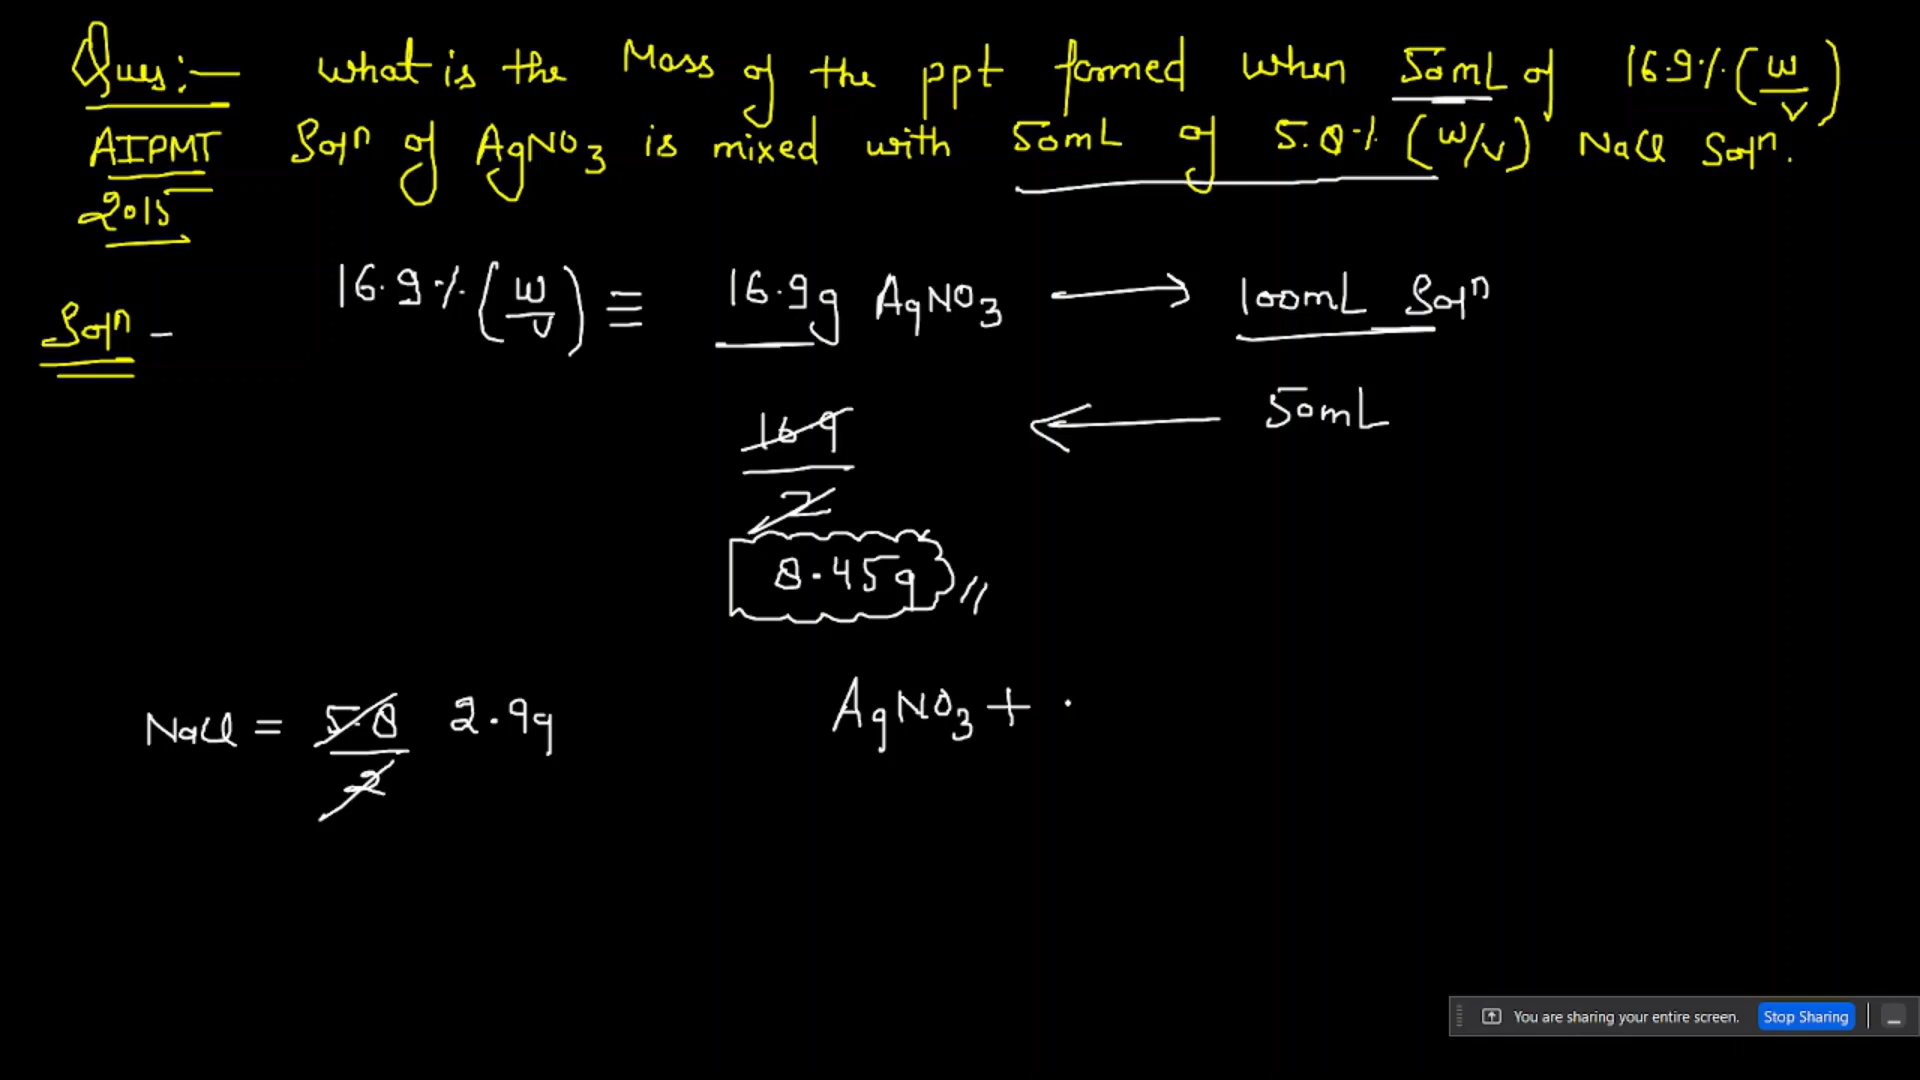 Ques:- What is the Mass of the ppt formed when 50mL of 16.9% (w/v)
AIPMT Solⁿ of AgNO3 is mixed with 50mL of 5.8% (w/v) NaCl Solⁿ.
2015
Solⁿ - 16.9% (w/v) ≡ 16.9g AgNO3 → 100mL Solⁿ
16.9/2 ← 50mL
8.45g //
NaCl = 5.8/2 2.9g AgNO3 + .
You are sharing your entire screen. Stop Sharing